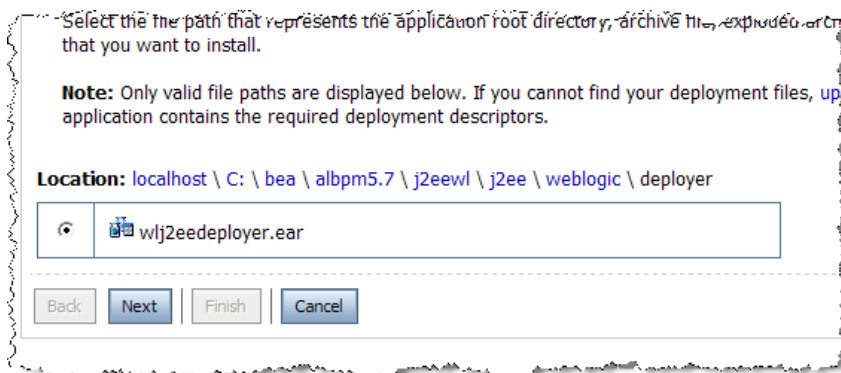 Select the file path that represents the application root directory, archive file, exploded arch
that you want to install.
Note: Only valid file paths are displayed below. If you cannot find your deployment files, up
application contains the required deployment descriptors.
Location: localhost \ C: \ bea \ albpm5.7 \ j2eewl \ j2ee \ weblogic \ deployer
wlj2eedeployer.ear
Back Next Finish Cancel